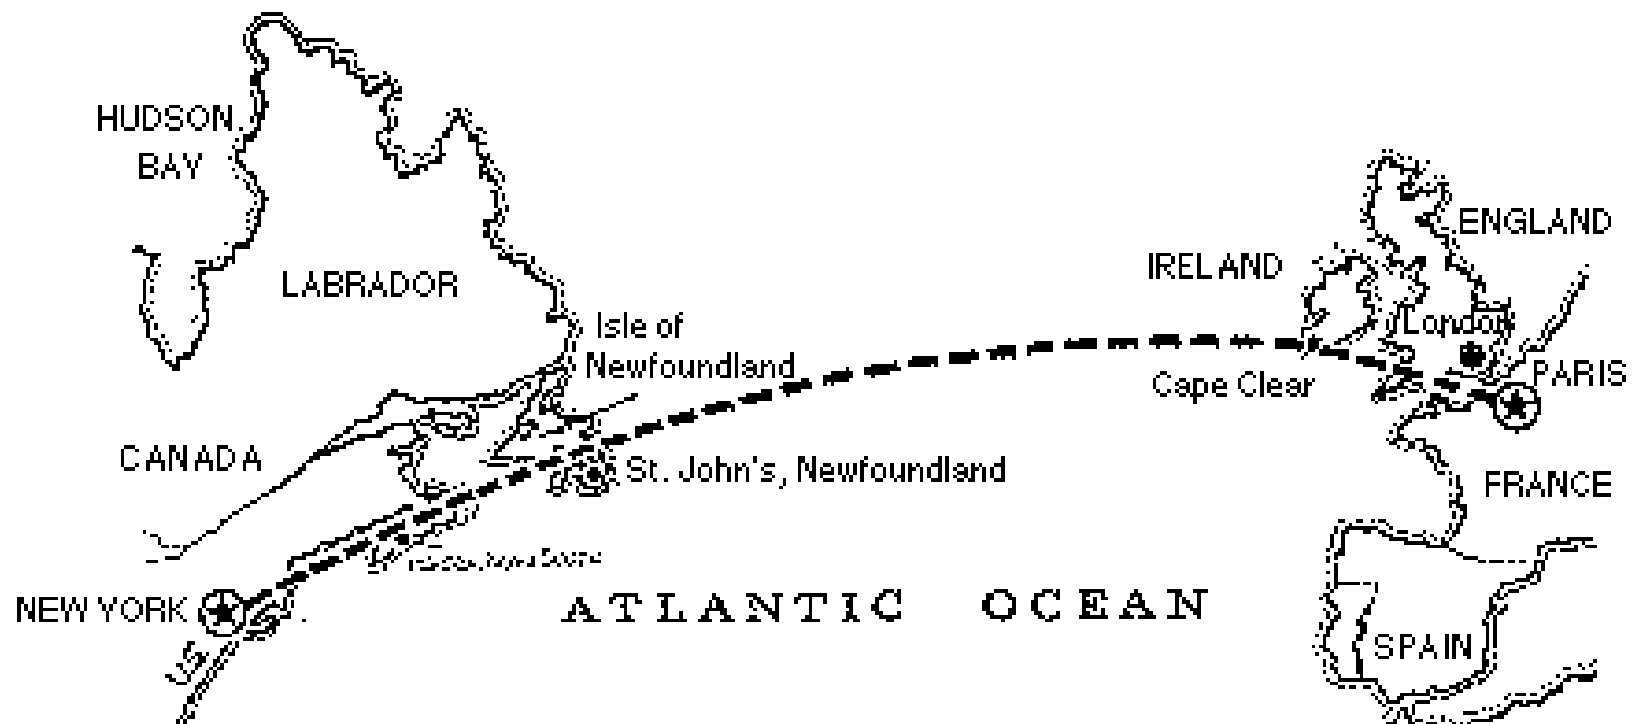 HUDSON
BAY
ENGLAND
IRELAND
LABRADOR
Isle of
Newfoundland
London
Cape Clear
PARIS
CANADA
St. John's, Newfoundland
FRANCE
NEW YORK
ATLANTIC OCEAN
US
SPAIN